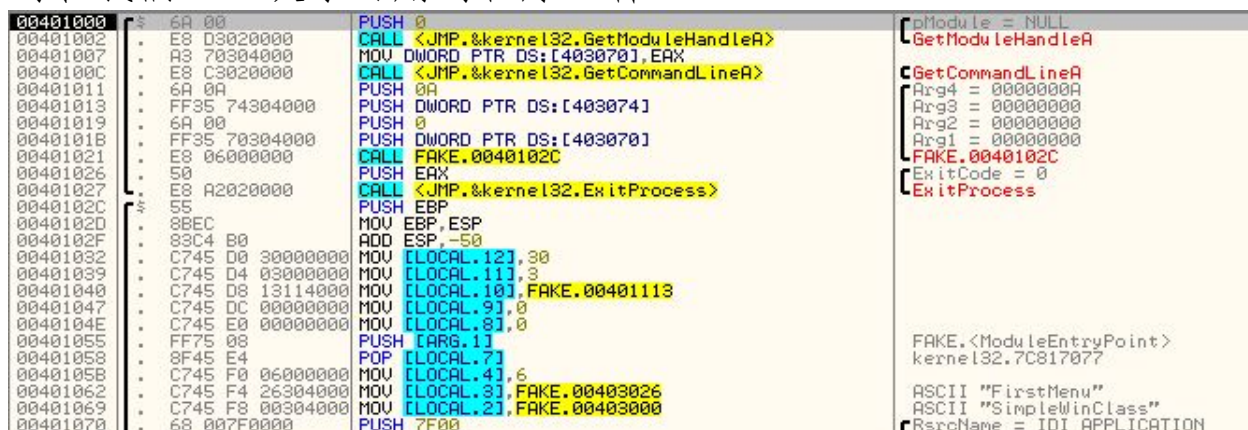 00401000 $ 6A 00 PUSH 0 pModule = NULL
00401002 . E8 D3020000 CALL <JMP.&kernel32.GetModuleHandleA> GetModuleHandleA
00401007 . A3 70304000 MOV DWORD PTR DS:[403070],EAX
0040100C . E8 C3020000 CALL <JMP.&kernel32.GetCommandLineA> GetCommandLineA
00401011 . 6A 0A PUSH 0A Arg4 = 0000000A
00401013 . FF35 74304000 PUSH DWORD PTR DS:[403074] Arg3 = 00000000
00401019 . 6A 00 PUSH 0 Arg2 = 00000000
0040101B . FF35 70304000 PUSH DWORD PTR DS:[403070] Arg1 = 00000000
00401021 . E8 06000000 CALL FAKE.0040102C FAKE.0040102C
00401026 . 50 PUSH EAX ExitCode = 0
00401027 . E8 A2020000 CALL <JMP.&kernel32.ExitProcess> ExitProcess
0040102C $ 55 PUSH EBP
0040102D . 8BEC MOV EBP,ESP
0040102F . 83C4 B0 ADD ESP,-50
00401032 . C745 D0 30000000 MOV [LOCAL.12],30
00401039 . C745 D4 03000000 MOV [LOCAL.11],3
00401040 . C745 D8 13114000 MOV [LOCAL.10],FAKE.00401113
00401047 . C745 DC 00000000 MOV [LOCAL.9],0
0040104E . C745 E0 00000000 MOV [LOCAL.8],0
00401055 . FF75 08 PUSH [ARG.1] FAKE.<ModuleEntryPoint>
00401058 . 8F45 E4 POP [LOCAL.7] kernel32.7C817077
0040105B . C745 F0 06000000 MOV [LOCAL.4],6
00401062 . C745 F4 26304000 MOV [LOCAL.3],FAKE.00403026 ASCII "FirstMenu"
00401069 . C745 F8 00304000 MOV [LOCAL.2],FAKE.00403000 ASCII "SimpleWinClass"
00401070 . 68 007F0000 PUSH 7F00 RsrcName = IDI_APPLICATION